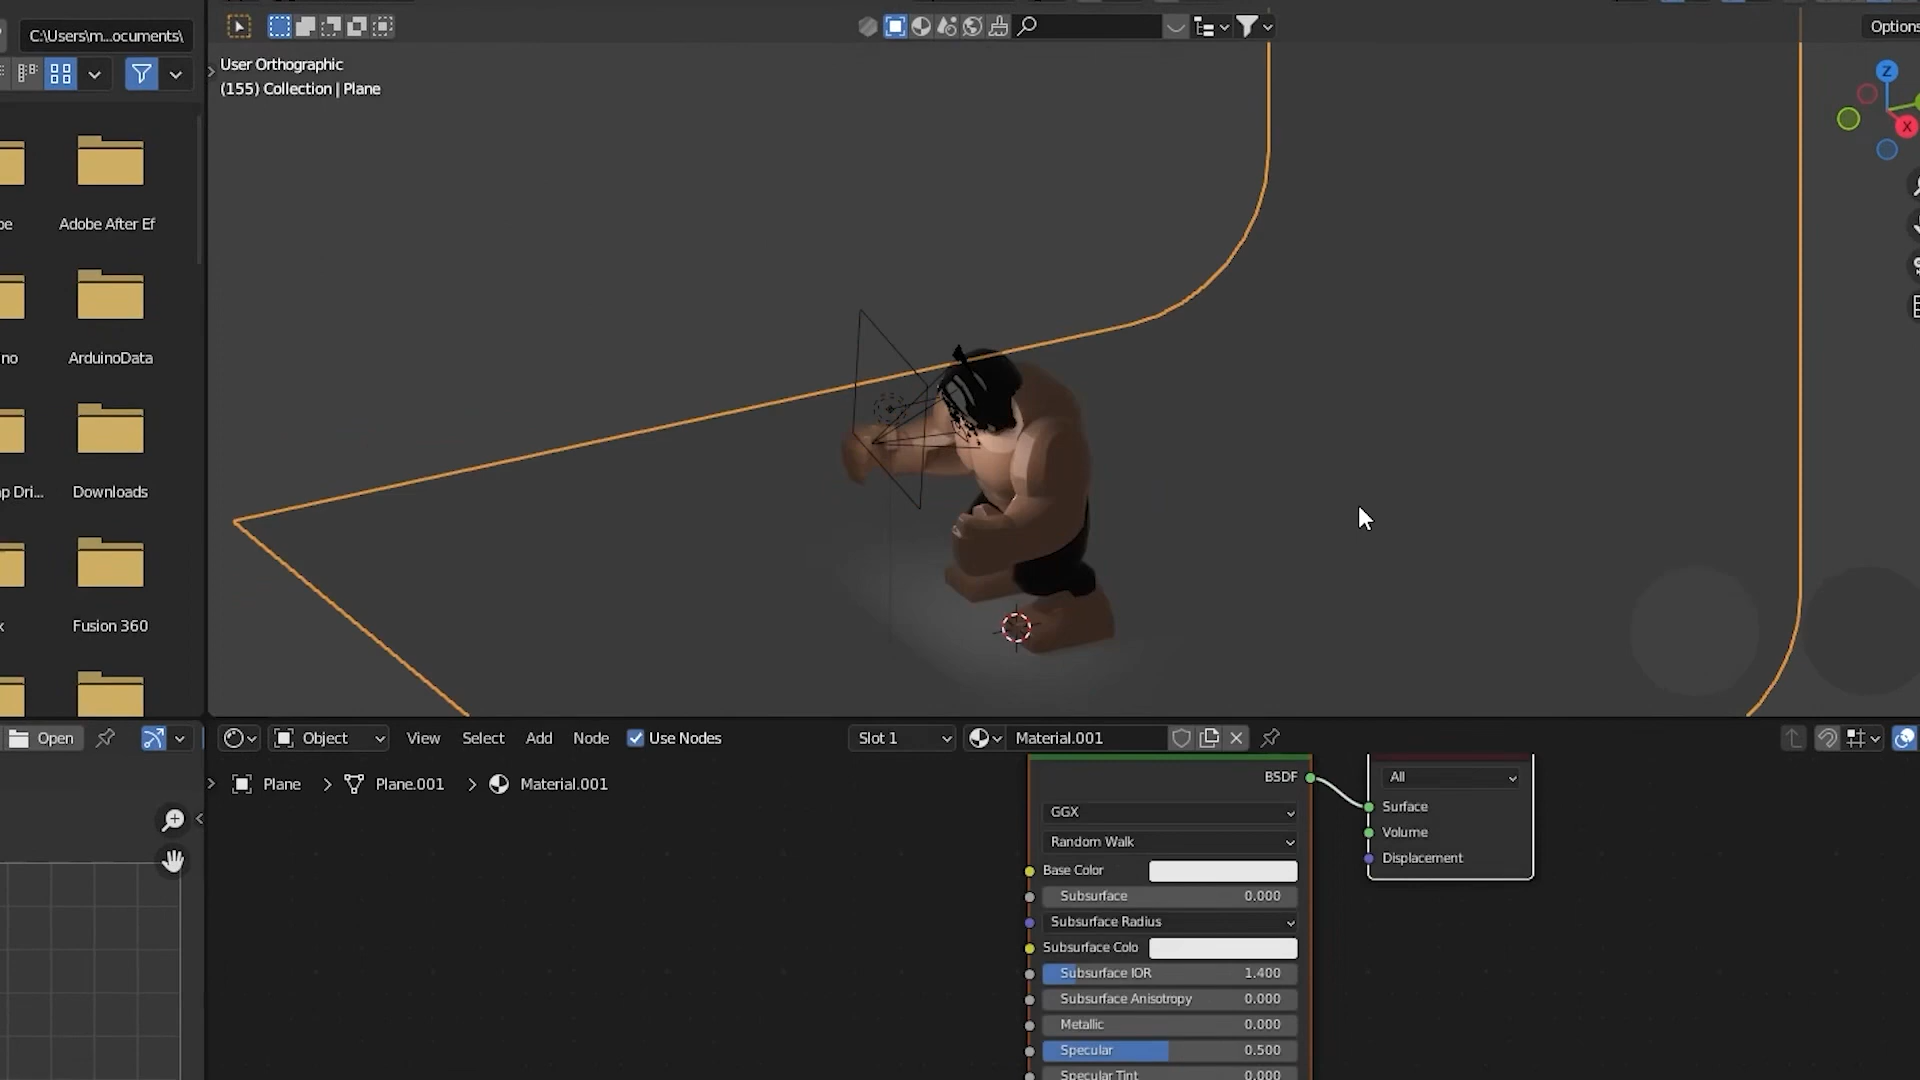 C:\Users\m...ocuments\
Options
User Orthographic
(155) Collection | Plane
Z
X
pe
Adobe After Ef
no
ArduinoData
p Dri...
Downloads
x
Fusion 360
Open
Object
View
Select
Add
Node
Use Nodes
Slot 1
Material.001
Plane
Plane.001
Material.001
BSDF
All
GGX
Surface
Random Walk
Volume
Displacement
Base Color
Subsurface 0.000
Subsurface Radius
Subsurface Colo
Subsurface IOR 1.400
Subsurface Anisotropy 0.000
Metallic 0.000
Specular 0.500
Specular Tint 0.000